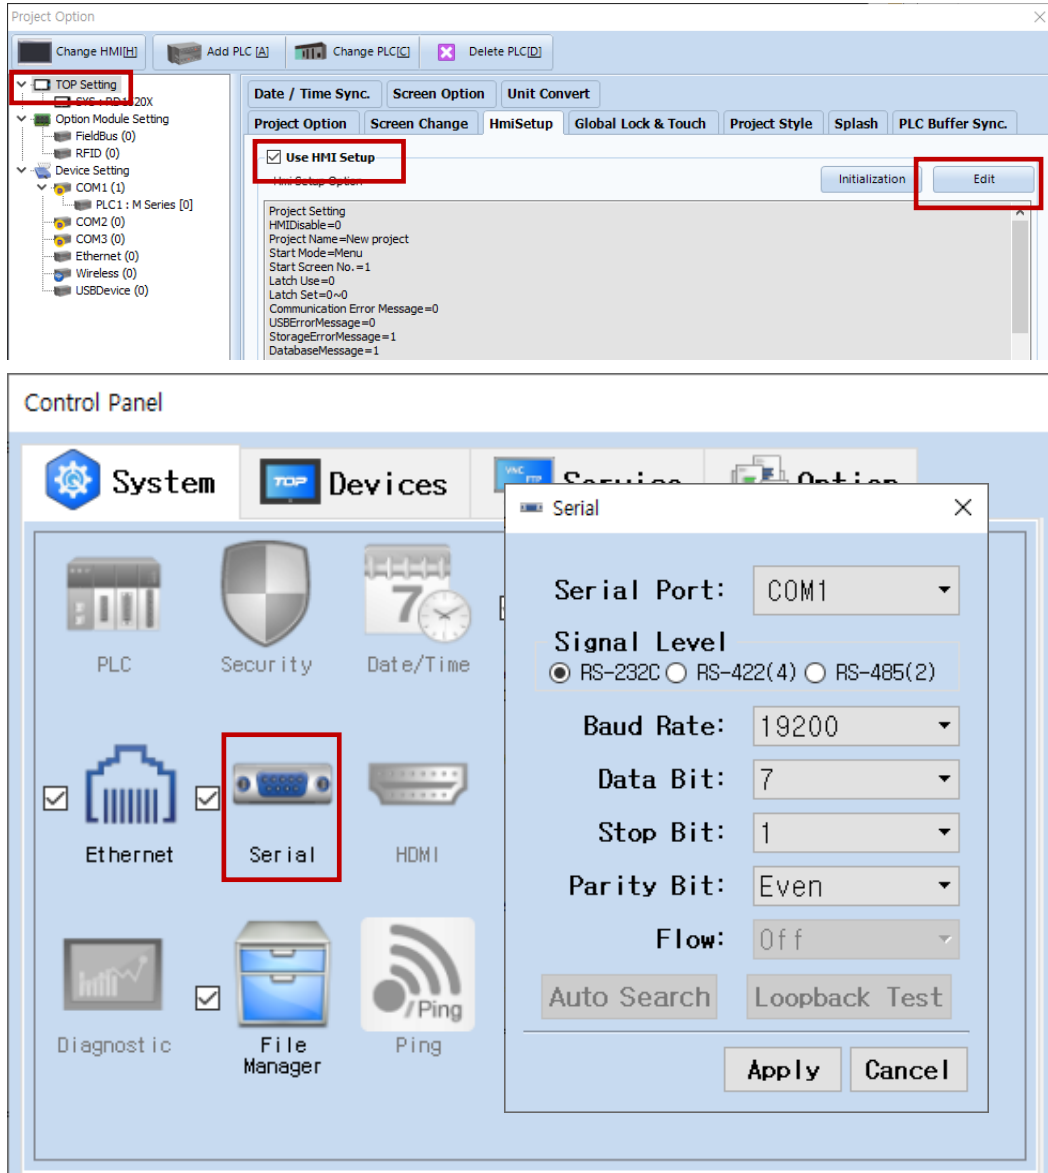 Project Option
Change HMI[H] Add PLC [A] Change PLC[C] Delete PLC[D]
TOP Setting
Option Module Setting
FieldBus (0)
RFID (0)
Device Setting
COM1 (1)
PLC1 : M Series [0]
COM2 (0)
COM3 (0)
Ethernet (0)
Wireless (0)
USBDevice (0)
Date / Time Sync. Screen Option Unit Convert
Project Option Screen Change HmiSetup Global Lock & Touch Project Style Splash PLC Buffer Sync.
Use HMI Setup
Hmi Setup Option
Initialization Edit
Project Setting
HMIDisable=0
Project Name=New project
Start Mode=Menu
Start Screen No.=1
Latch Use=0
Latch Set=0~0
Communication Error Message=0
USBErrorMessage=0
StorageErrorMessage=1
DatabaseMessage=1
Control Panel
System Devices Service Option
PLC Security Date/Time
Ethernet Serial HDMI
Diagnostic File Manager Ping
/Ping
Serial
Serial Port: COM1
Signal Level
RS-232C RS-422(4) RS-485(2)
Baud Rate: 19200
Data Bit: 7
Stop Bit: 1
Parity Bit: Even
Flow: Off
Auto Search Loopback Test
Apply Cancel